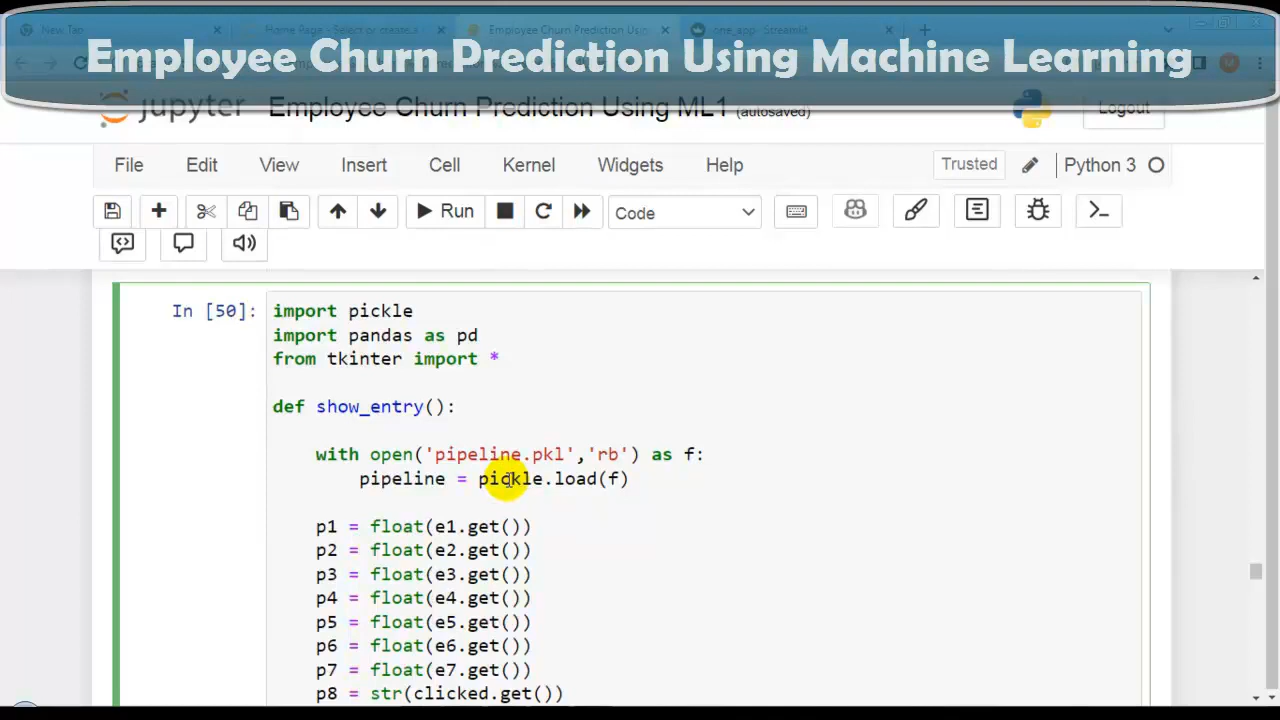 Employee Churn Prediction Using Machine Learning
jupyter Employee Churn Prediction Using ML1 (autosaved) Logout
File Edit View Insert Cell Kernel Widgets Help Trusted Python 3
Run Code
In [50]: import pickle
import pandas as pd
from tkinter import *
def show_entry():
with open('pipeline.pkl','rb') as f:
pipeline = pickle.load(f)
p1 = float(e1.get())
p2 = float(e2.get())
p3 = float(e3.get())
p4 = float(e4.get())
p5 = float(e5.get())
p6 = float(e6.get())
p7 = float(e7.get())
p8 = str(clicked.get())